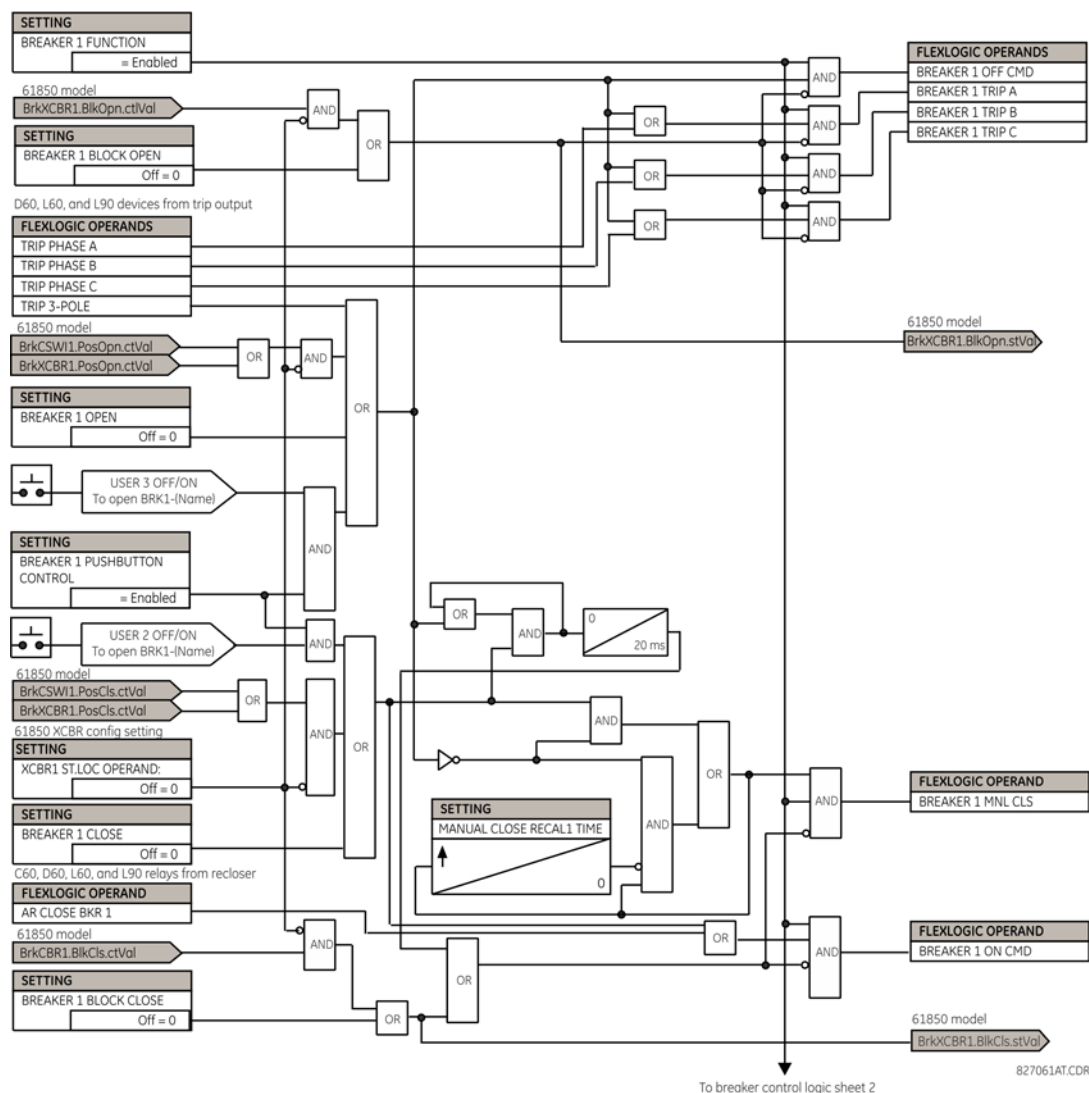 SETTING
BREAKER 1 FUNCTION
= Enabled
61850 model
BrkXCBR1.BlkOpn.ctlVal
SETTING
BREAKER 1 BLOCK OPEN
Off = 0
D60, L60, and L90 devices from trip output
FLEXLOGIC OPERANDS
TRIP PHASE A
TRIP PHASE B
TRIP PHASE C
TRIP 3-POLE
61850 model
BrkCSWI1.PosOpn.ctVal
BrkXCBR1.PosOpn.ctVal
SETTING
BREAKER 1 OPEN
Off = 0
USER 3 OFF/ON
To open BRK1-(Name)
SETTING
BREAKER 1 PUSHBUTTON
CONTROL
= Enabled
USER 2 OFF/ON
To open BRK1-(Name)
61850 model
BrkCSWI1.PosCls.ctVal
BrkXCBR1.PosCls.ctVal
61850 XCBR config setting
SETTING
XCBR1 ST.LOC OPERAND:
Off = 0
SETTING
BREAKER 1 CLOSE
Off = 0
C60, D60, L60, and L90 relays from recloser
FLEXLOGIC OPERAND
AR CLOSE BKR 1
61850 model
BrkCBR1.BlkCls.ctVal
SETTING
BREAKER 1 BLOCK CLOSE
Off = 0
AND
OR
OR
AND
OR
AND
AND
OR
AND
OR
AND
OR
OR
OR
OR
AND
0
20 ms
AND
OR
AND
SETTING
MANUAL CLOSE RECAL1 TIME
0
OR
OR
AND
AND
AND
AND
AND
AND
FLEXLOGIC OPERANDS
BREAKER 1 OFF CMD
BREAKER 1 TRIP A
BREAKER 1 TRIP B
BREAKER 1 TRIP C
61850 model
BrkXCBR1.BlkOpn.stVal
FLEXLOGIC OPERAND
BREAKER 1 MNL CLS
FLEXLOGIC OPERAND
BREAKER 1 ON CMD
61850 model
BrkXCBR1.BlkCls.stVal
827061AT.CDR
To breaker control logic sheet 2